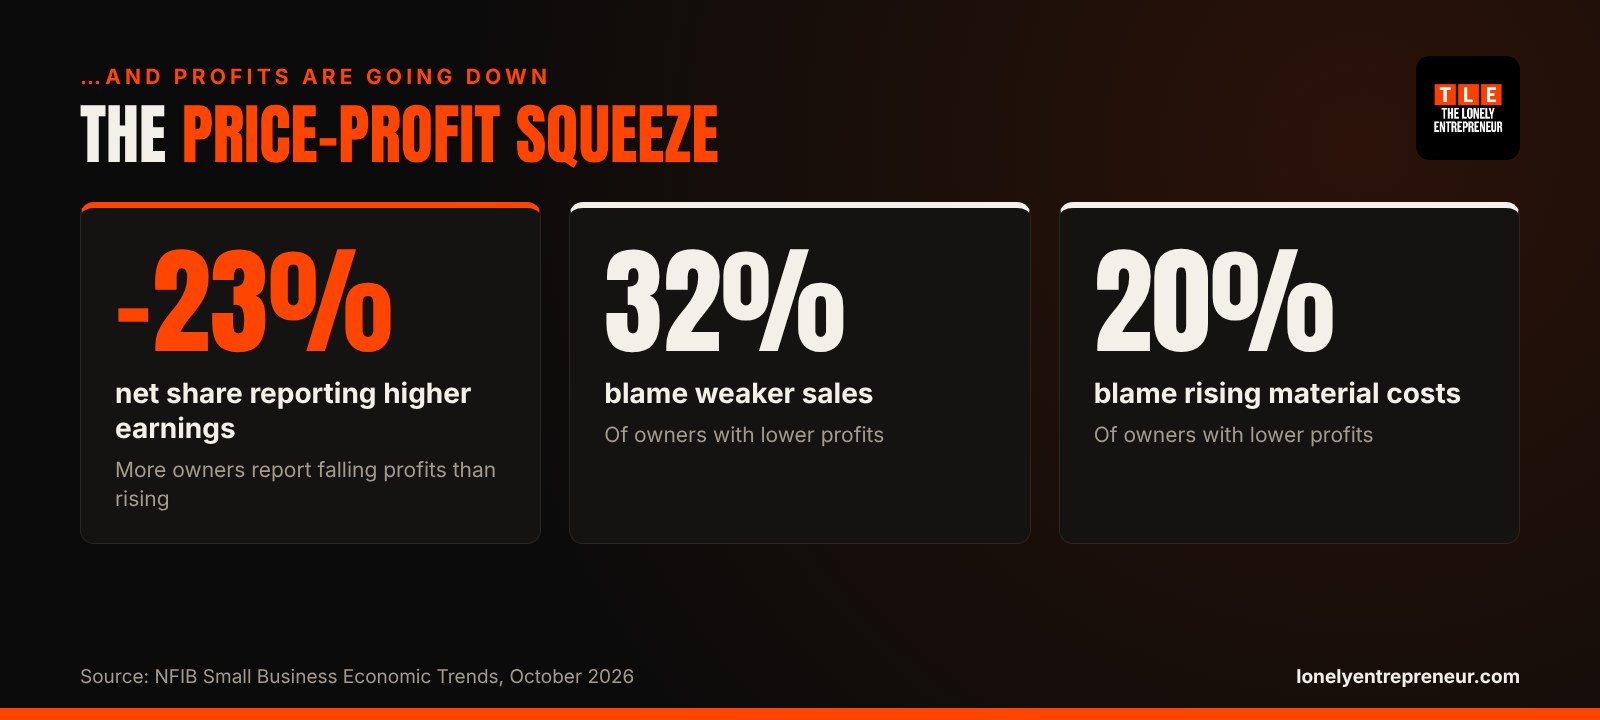 ...AND PROFITS ARE GOING DOWN
THE PRICE-PROFIT SQUEEZE
TLE
THE LONELY
ENTREPRENEUR
-23%
net share reporting higher
earnings
More owners report falling profits than
rising
32%
blame weaker sales
Of owners with lower profits
20%
blame rising material costs
Of owners with lower profits
Source: NFIB Small Business Economic Trends, October 2026
lonelyentrepreneur.com